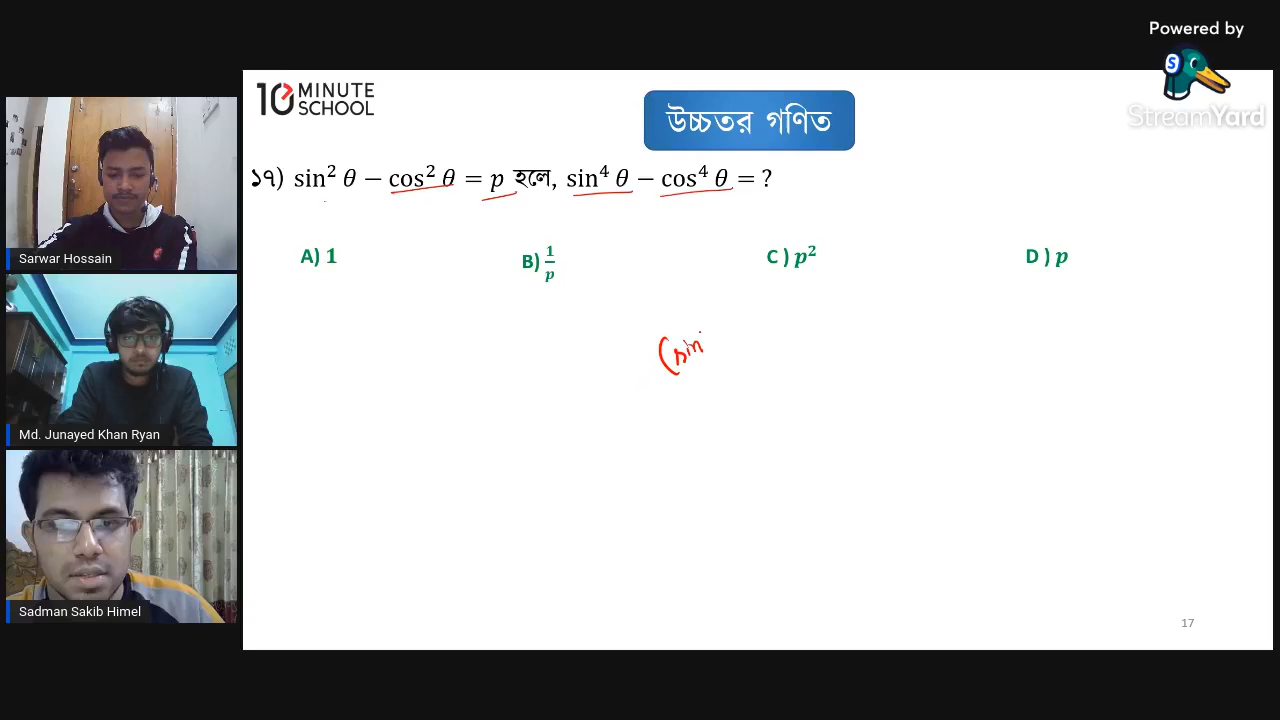 Powered by
StreamYard
10 MINUTE SCHOOL
উচ্চতর গণিত
১৭) sin² θ − cos² θ = p হলে, sin⁴ θ − cos⁴ θ = ?
A) 1 B) 1/p C ) p² D ) p
(sin
Sarwar Hossain
Md. Junayed Khan Ryan
Sadman Sakib Himel
17